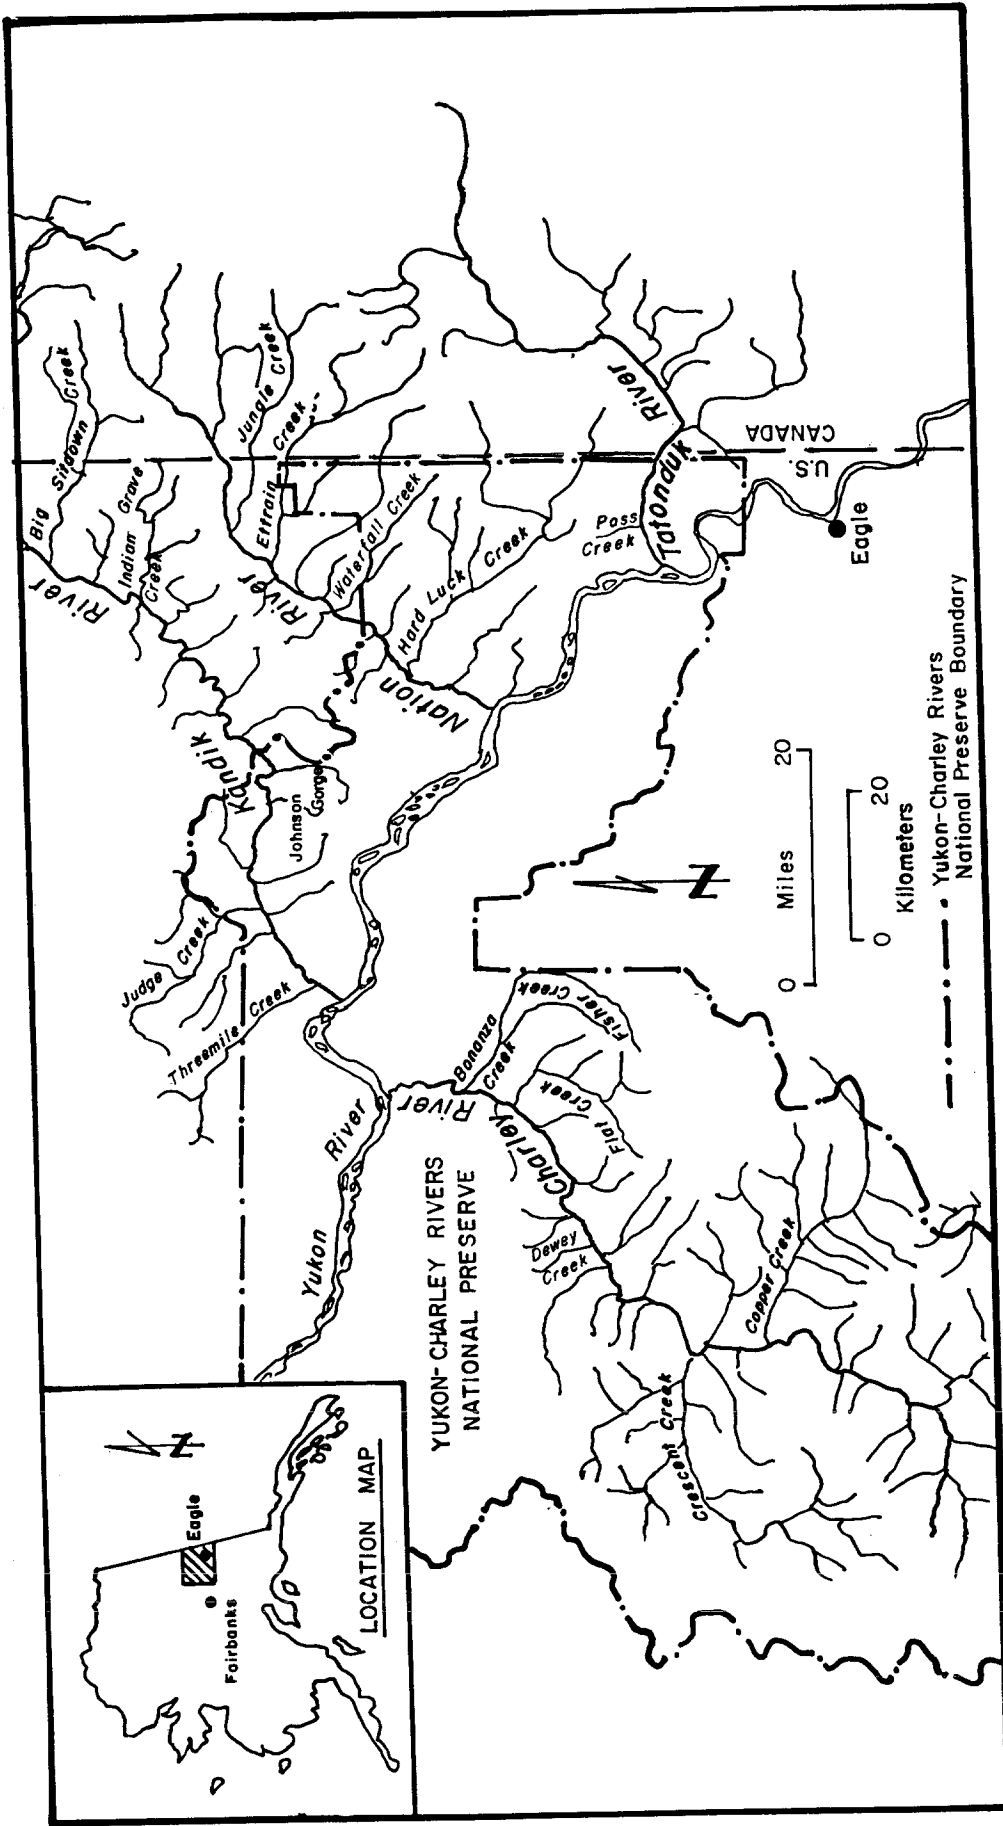 Big Sitdown Creek
Indian Grave
Creek
River
Kandik
Jungle Creek
Ettrain Creek
Waterfall Creek
River
Nation
Hard Luck Creek
Pass
Creek
Tatonduk River
CANADA
U.S.
Eagle
Johnson
Gorge
Judge Creek
Threemile Creek
Yukon River
YUKON-CHARLEY RIVERS
NATIONAL PRESERVE
Charley River
Bonanza
Creek
Fisher Creek
Flat Creek
Dewey
Creek
Copper Creek
Crescent Creek
N
0 Miles 20
0 20
Kilometers
Yukon-Charley Rivers
National Preserve Boundary
N
Eagle
Fairbanks
LOCATION MAP